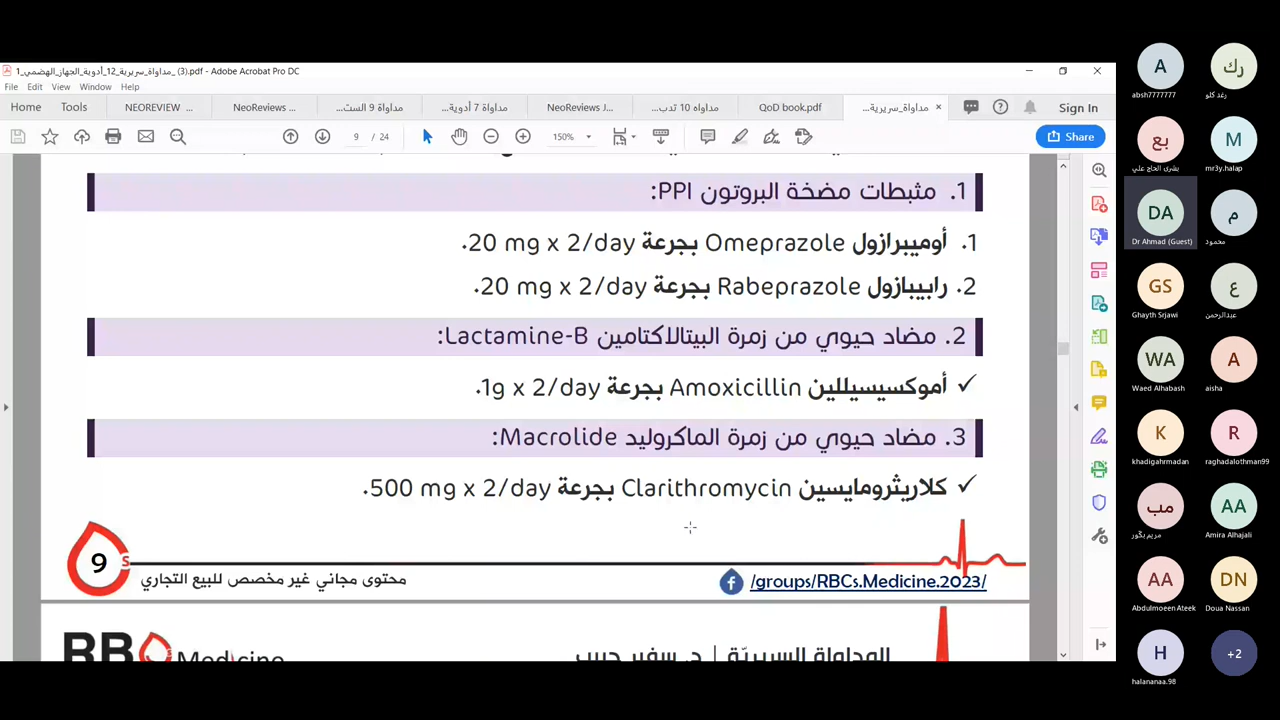 مداواة_سريرية_12_أدوية_الجهاز_الهضمي_1_ (3).pdf - Adobe Acrobat Pro DC
File Edit View Window Help
Home Tools NEOREVIEW ... NeoReviews ... مداواة 9 الست... مداواة 7 أدوية... NeoReviews J... مداواه 10 تدب... QoD book.pdf مداواة_سريرية... × Sign In
9 / 24 150% Share
1. مثبطات مضخة البروتون PPI:
1. أوميبرازول Omeprazole بجرعة 20 mg x 2/day.
2. رابيبازول Rabeprazole بجرعة 20 mg x 2/day.
2. مضاد حيوي من زمرة البيتالاكتامين Lactamine-B:
✓ أموكسيسيللين Amoxicillin بجرعة 1g x 2/day.
3. مضاد حيوي من زمرة الماكروليد Macrolide:
✓ كلاريثرومايسين Clarithromycin بجرعة 500 mg x 2/day.
/groups/RBCs.Medicine.2023/
محتوى مجاني غير مخصص للبيع التجاري
9
S
A
absh7777777
رك
رغد كلو
بع
بشرى الحاج علي
M
mr3y.halap
DA
Dr Ahmad (Guest)
م
محمود
GS
Ghayth Srjawi
ع
عبدالرحمن
WA
Waed Alhabash
A
aisha
K
khadigahrmadan
R
raghadalothman99
مب
مريم بكّور
AA
Amira Alhajali
AA
Abdulmoeen Ateek
DN
Doua Nassan
H
halananaa.98
+2